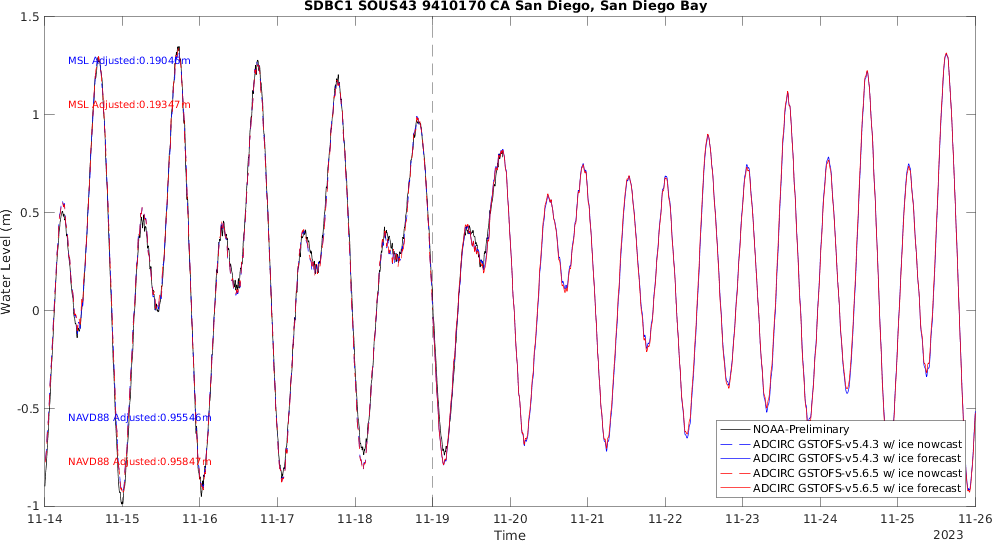 SDBC1 SOUS43 9410170 CA San Diego, San Diego Bay
1.5
1
0.5
0
-0.5
-1
Water Level (m)
MSL Adjusted:0.19046m
MSL Adjusted:0.19347m
NAVD88 Adjusted:0.95546m
NAVD88 Adjusted:0.95847m
NOAA-Preliminary
ADCIRC GSTOFS-v5.4.3 w/ ice nowcast
ADCIRC GSTOFS-v5.4.3 w/ ice forecast
ADCIRC GSTOFS-v5.6.5 w/ ice nowcast
ADCIRC GSTOFS-v5.6.5 w/ ice forecast
11-14 11-15 11-16 11-17 11-18 11-19 11-20 11-21 11-22 11-23 11-24 11-25 11-26
Time
2023